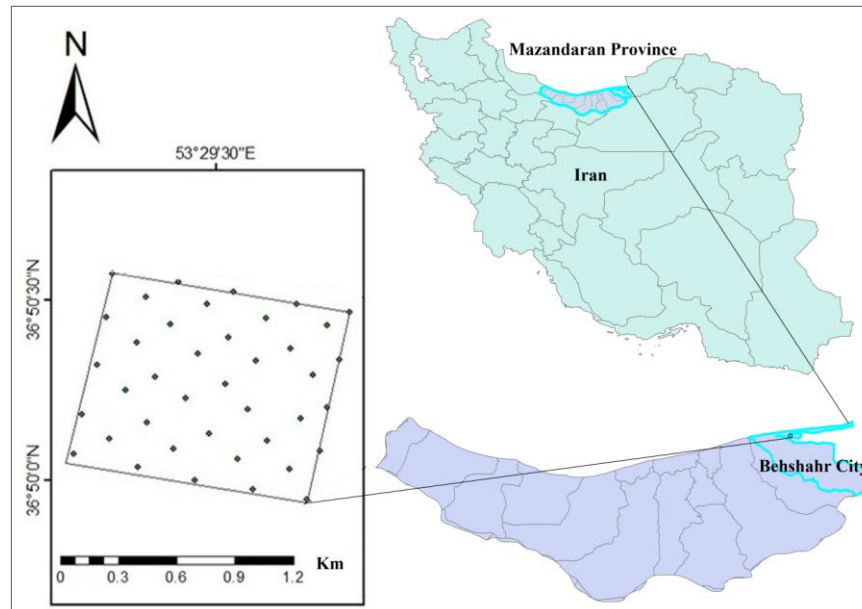 Mazandaran Province
N
53°29'30"E
Iran
36°50'30"N
36°50'0"N
Behshahr City
Km
0 0.3 0.6 0.9 1.2